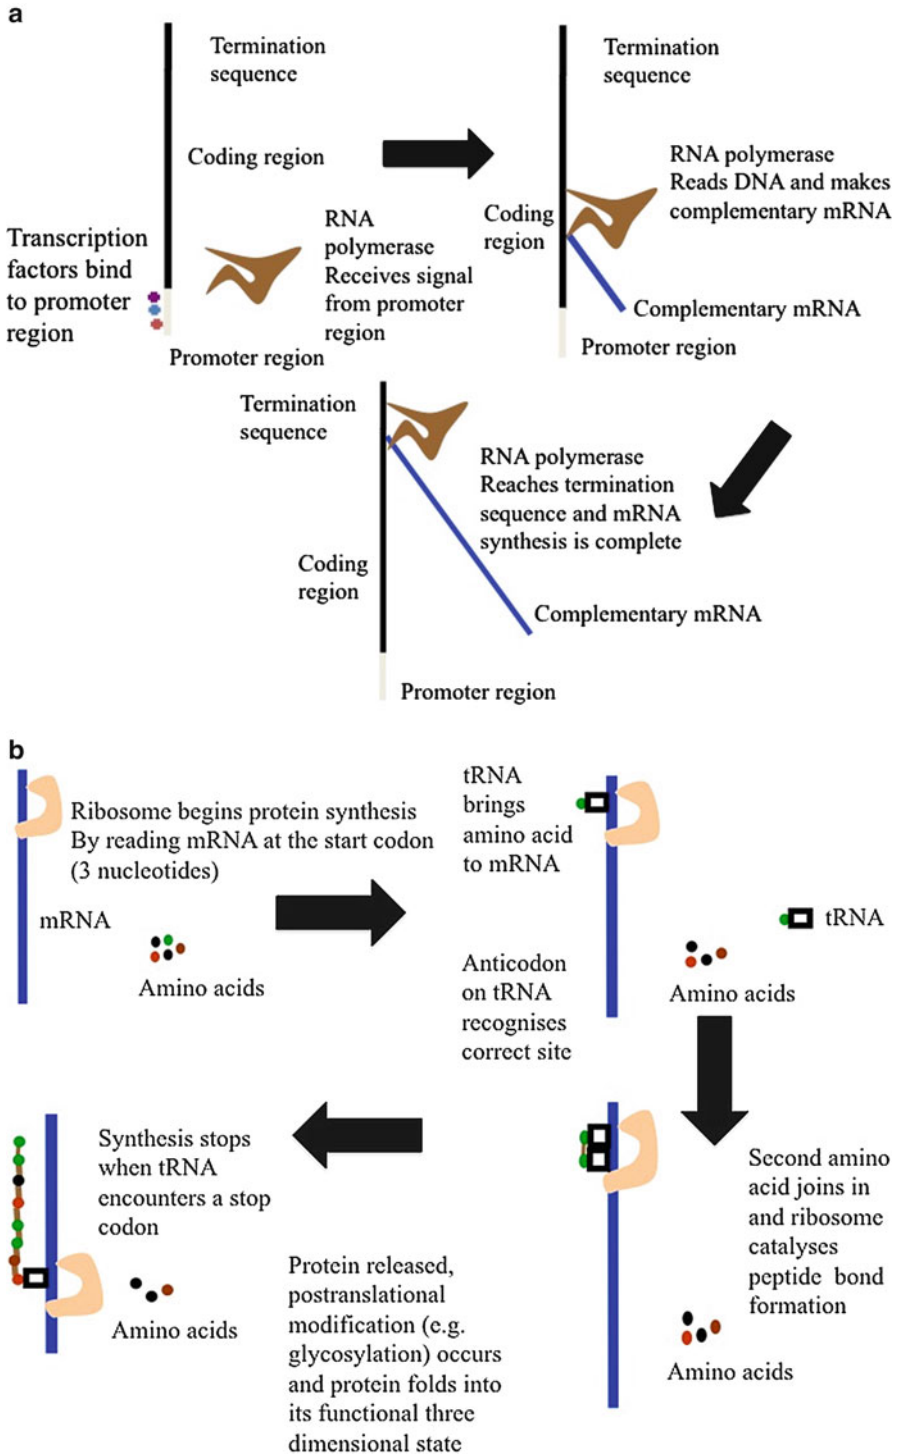 a
Termination
sequence
Coding region
Transcription
factors bind
to promoter
region
RNA
polymerase
Receives signal
from promoter
region
Promoter region
Termination
sequence
RNA polymerase
Reads DNA and makes
complementary mRNA
Coding
region
Complementary mRNA
Promoter region
Termination
sequence
RNA polymerase
Reaches termination
sequence and mRNA
synthesis is complete
Coding
region
Complementary mRNA
Promoter region
b
Ribosome begins protein synthesis
By reading mRNA at the start codon
(3 nucleotides)
mRNA
Amino acids
tRNA
brings
amino acid
to mRNA
tRNA
Anticodon
on tRNA
recognises
correct site
Amino acids
Second amino
acid joins in
and ribosome
catalyses
peptide bond
formation
Amino acids
Synthesis stops
when tRNA
encounters a stop
codon
Amino acids
Protein released,
postranslational
modification (e.g.
glycosylation) occurs
and protein folds into
its functional three
dimensional state